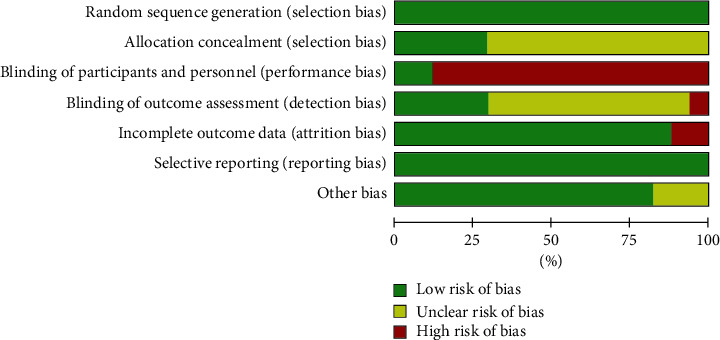 Random sequence generation (selection bias)
Allocation concealment (selection bias)
Blinding of participants and personnel (performance bias)
Blinding of outcome assessment (detection bias)
Incomplete outcome data (attrition bias)
Selective reporting (reporting bias)
Other bias
0 25 50 75 100
(%)
Low risk of bias
Unclear risk of bias
High risk of bias